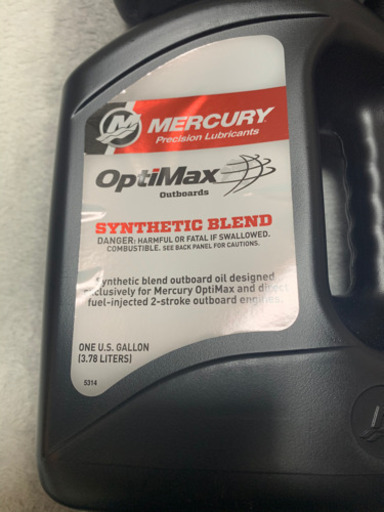 MERCURY
Precision Lubricants
OptiMax
Outboards
SYNTHETIC BLEND
DANGER: HARMFUL OR FATAL IF SWALLOWED.
COMBUSTIBLE. SEE BACK PANEL FOR CAUTIONS.
Synthetic blend outboard oil designed
exclusively for Mercury OptiMax and direct
fuel-injected 2-stroke outboard engines.
ONE U.S. GALLON
(3.78 LITERS)
5314